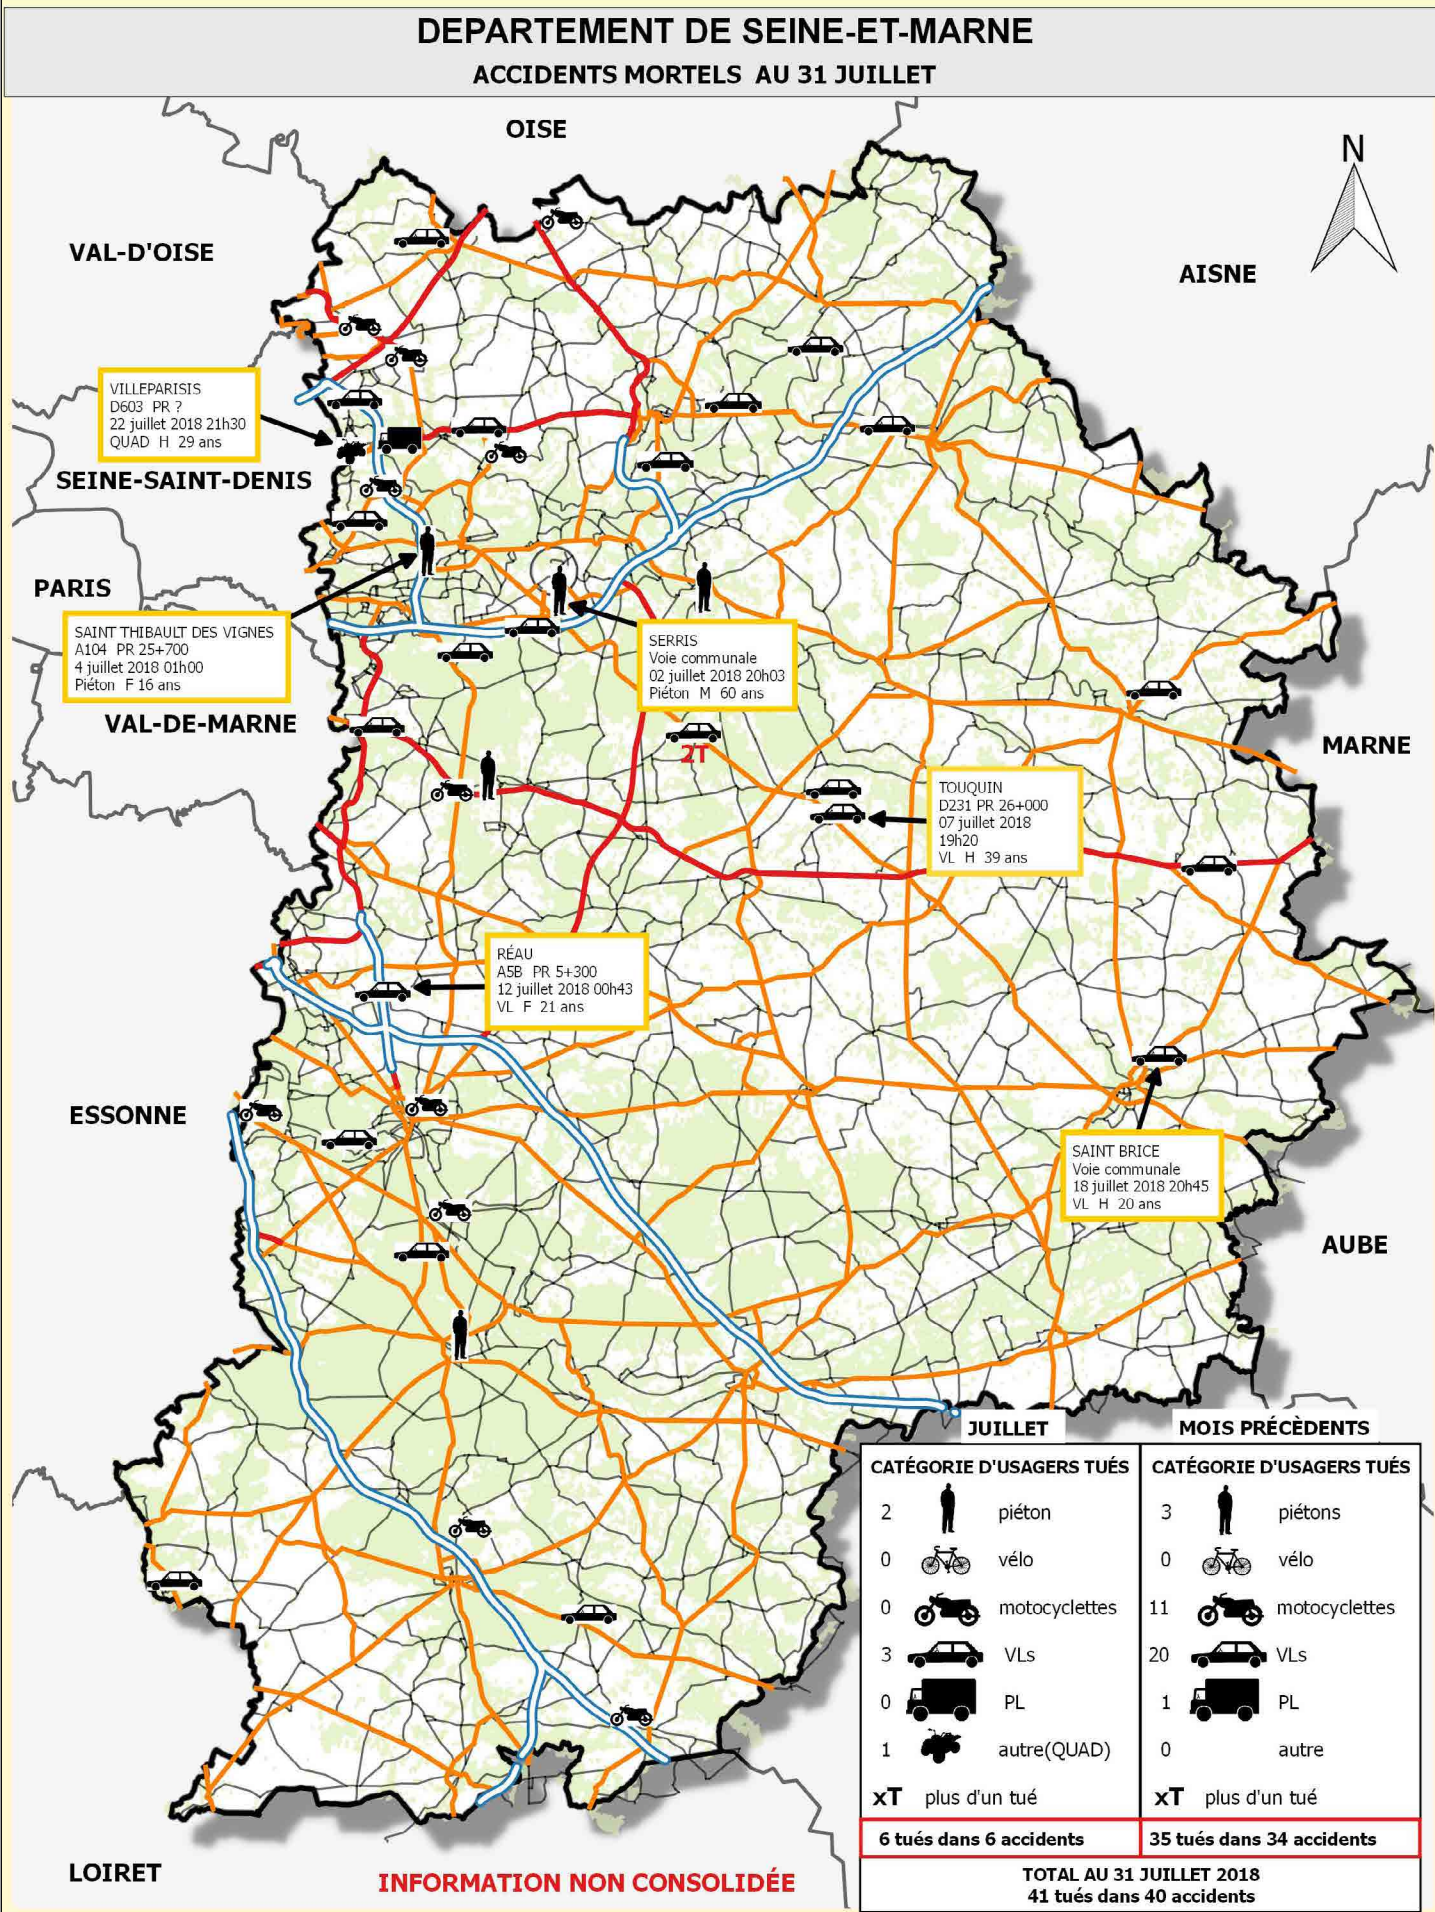 DEPARTEMENT DE SEINE-ET-MARNE
ACCIDENTS MORTELS AU 31 JUILLET
OISE
N
VAL-D'OISE
AISNE
VILLEPARISIS
D603 PR ?
22 juillet 2018 21h30
QUAD H 29 ans
SEINE-SAINT-DENIS
PARIS
SAINT THIBAULT DES VIGNES
A104 PR 25+700
4 juillet 2018 01h00
Piéton F 16 ans
SERRIS
Voie communale
02 juillet 2018 20h03
Piéton M 60 ans
VAL-DE-MARNE
MARNE
2T
TOUQUIN
D231 PR 26+000
07 juillet 2018
19h20
VL H 39 ans
RÉAU
A5B PR 5+300
12 juillet 2018 00h43
VL F 21 ans
ESSONNE
SAINT BRICE
Voie communale
18 juillet 2018 20h45
VL H 20 ans
AUBE
JUILLET
CATÉGORIE D'USAGERS TUÉS
2 piéton
0 vélo
0 motocyclettes
3 VLs
0 PL
1 autre(QUAD)
xT plus d'un tué
6 tués dans 6 accidents
MOIS PRÉCÈDENTS
CATÉGORIE D'USAGERS TUÉS
3 piétons
0 vélo
11 motocyclettes
20 VLs
1 PL
0 autre
xT plus d'un tué
35 tués dans 34 accidents
TOTAL AU 31 JUILLET 2018
41 tués dans 40 accidents
LOIRET
INFORMATION NON CONSOLIDÉE